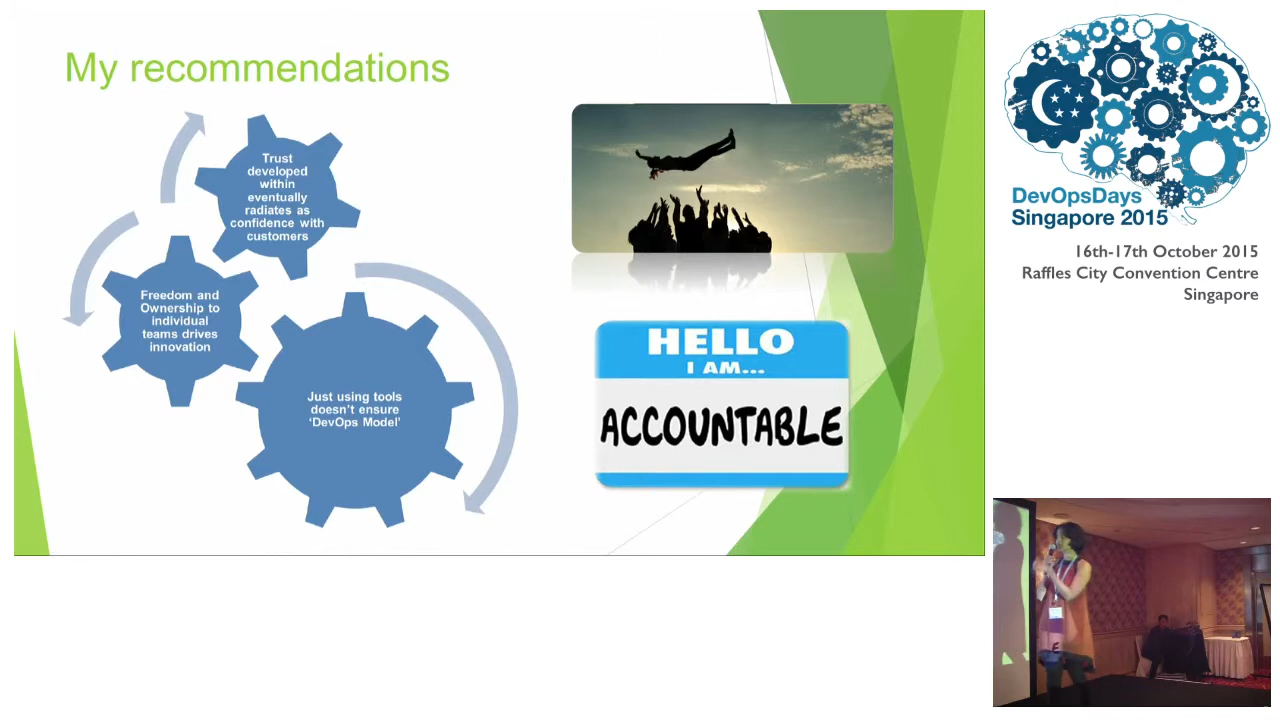 My recommendations
Trust
developed
within
eventually
radiates as
confidence with
customers
Freedom and
Ownership to
individual
teams drives
innovation
Just using tools
doesn't ensure
'DevOps Model'
HELLO
I AM...
ACCOUNTABLE
DevOpsDays
Singapore 2015
16th-17th October 2015
Raffles City Convention Centre
Singapore